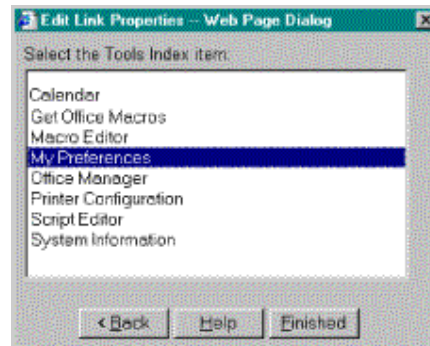 Edit Link Properties -- Web Page Dialog
Select the Tools Index item:
Calendar
Get Office Macros
Macro Editor
My Preferences
Office Manager
Printer Configuration
Script Editor
System Information
< Back Help Finished